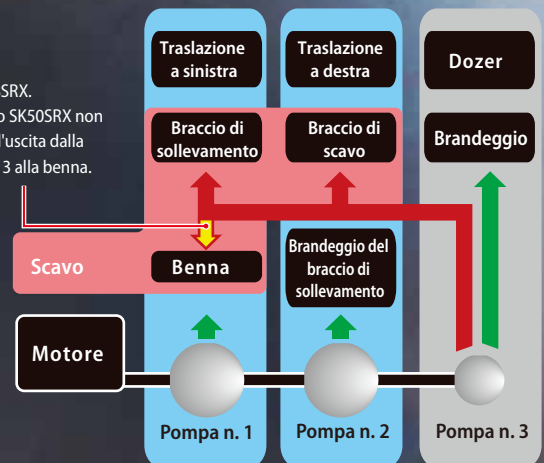 SRX.
o SK50SRX non
l'uscita dalla
3 alla benna.
Traslazione
a sinistra
Traslazione
a destra
Dozer
Braccio di
sollevamento
Braccio di
scavo
Brandeggio
Scavo
Benna
Brandeggio del
braccio di
sollevamento
Motore
Pompa n. 1
Pompa n. 2
Pompa n. 3